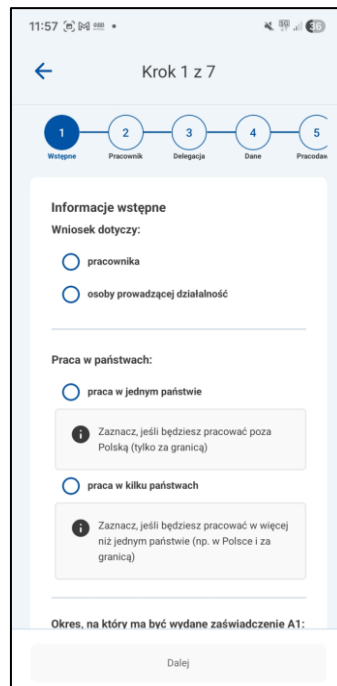 11:57
Krok 1 z 7
1 2 3 4 5
Wstępne Pracownik Delegacja Dane Pracodaw
Informacje wstępne
Wniosek dotyczy:
pracownika
osoby prowadzącej działalność
Praca w państwach:
praca w jednym państwie
Zaznacz, jeśli będziesz pracować poza
Polską (tylko za granicą)
praca w kilku państwach
Zaznacz, jeśli będziesz pracować w więcej
niż jednym państwie (np. w Polsce i za
granicą)
Okres, na który ma być wydane zaświadczenie A1:
Dalej